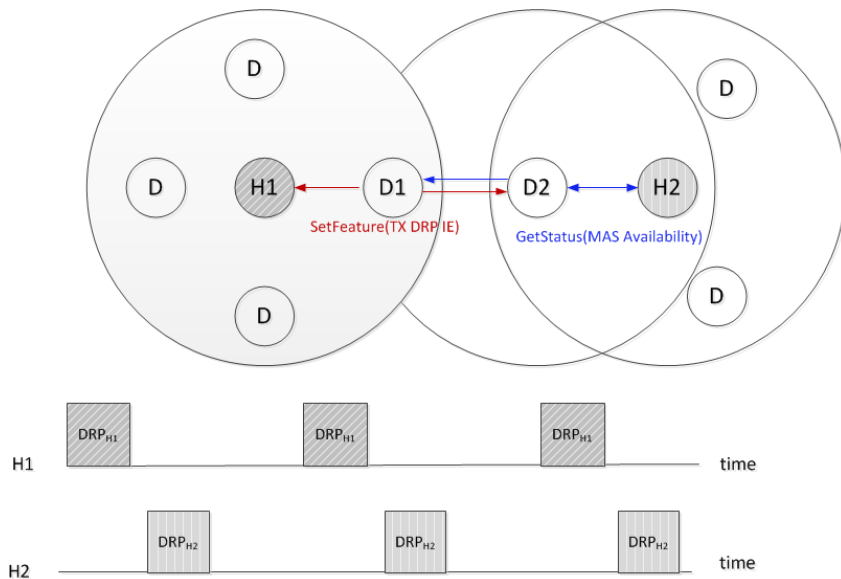 D
D
D
H1
D1
D2
H2
D
SetFeature(TX DRP IE)
GetStatus(MAS Availability)
D
D
DRPH1
DRPH1
DRPH1
H1
time
DRPH2
DRPH2
DRPH2
H2
time